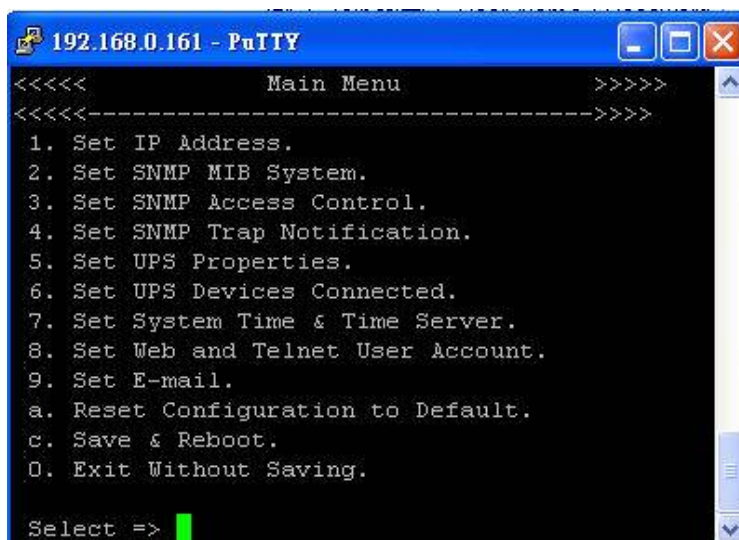 192.168.0.161 - PuTTY
<<<<<            Main Menu            >>>>>
<<<<<---------------------------------->>>>
1. Set IP Address.
2. Set SNMP MIB System.
3. Set SNMP Access Control.
4. Set SNMP Trap Notification.
5. Set UPS Properties.
6. Set UPS Devices Connected.
7. Set System Time & Time Server.
8. Set Web and Telnet User Account.
9. Set E-mail.
a. Reset Configuration to Default.
c. Save & Reboot.
0. Exit Without Saving.
Select =>